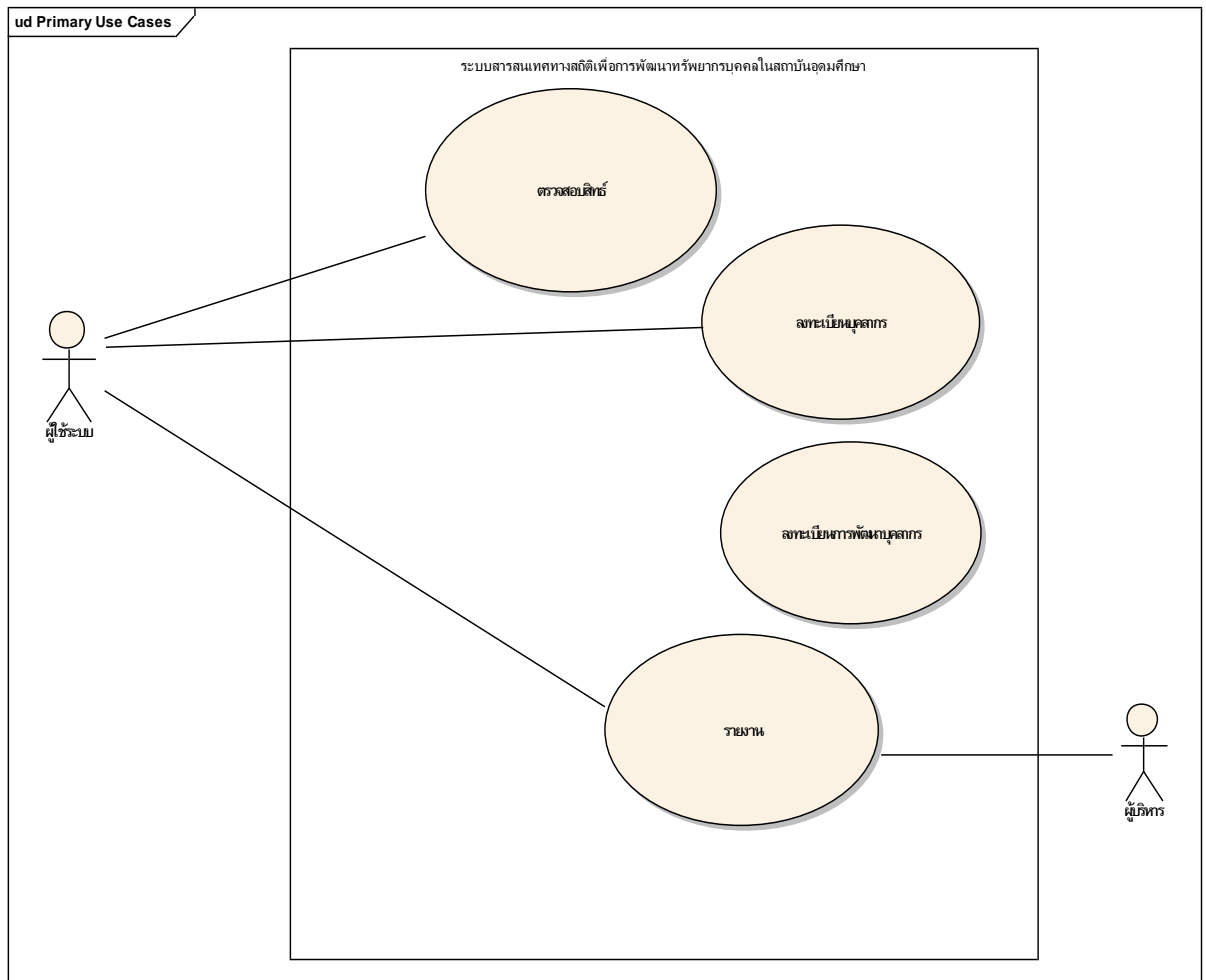 ud Primary Use Cases
ระบบสารสนเทศทางสถิติเพื่อการพัฒนาทรัพยากรบุคคลในสถาบันอุดมศึกษา
ตรวจสอบสิทธิ์
ลงทะเบียนบุคลากร
ผู้ใช้ระบบ
ลงทะเบียนการพัฒนาบุคลากร
รายงาน
ผู้บริหาร